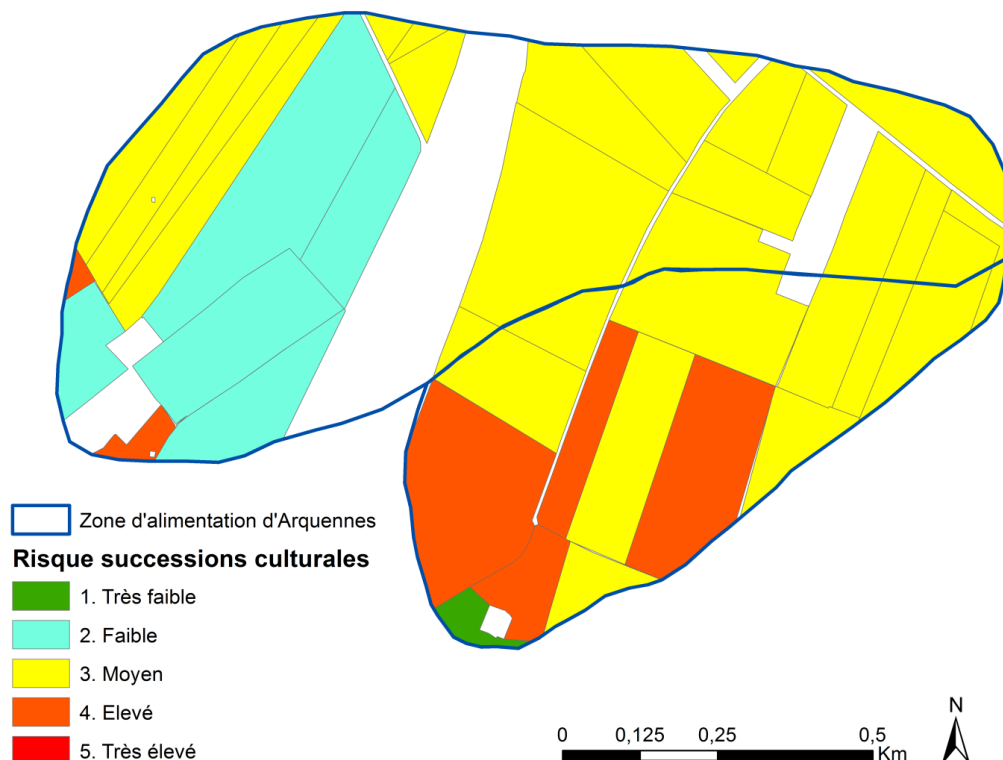 Zone d'alimentation d'Arquennes
Risque successions culturales
1. Très faible
2. Faible
3. Moyen
4. Elevé
5. Très élevé
N
0 0,125 0,25 0,5
Km